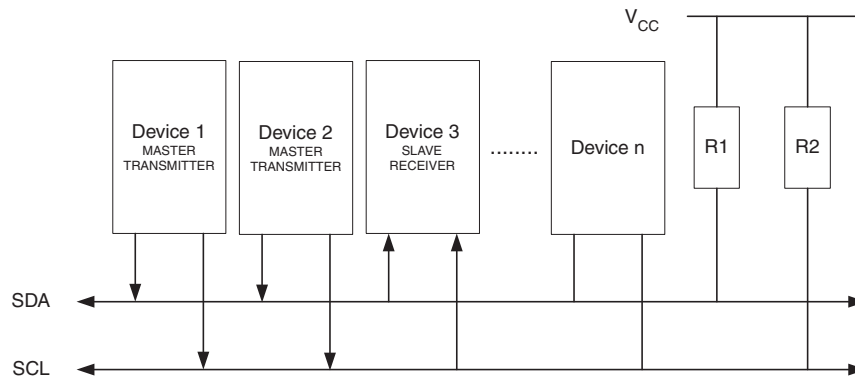 VCC
Device 1
MASTER
TRANSMITTER
Device 2
MASTER
TRANSMITTER
Device 3
SLAVE
RECEIVER
........
Device n
R1
R2
SDA
SCL